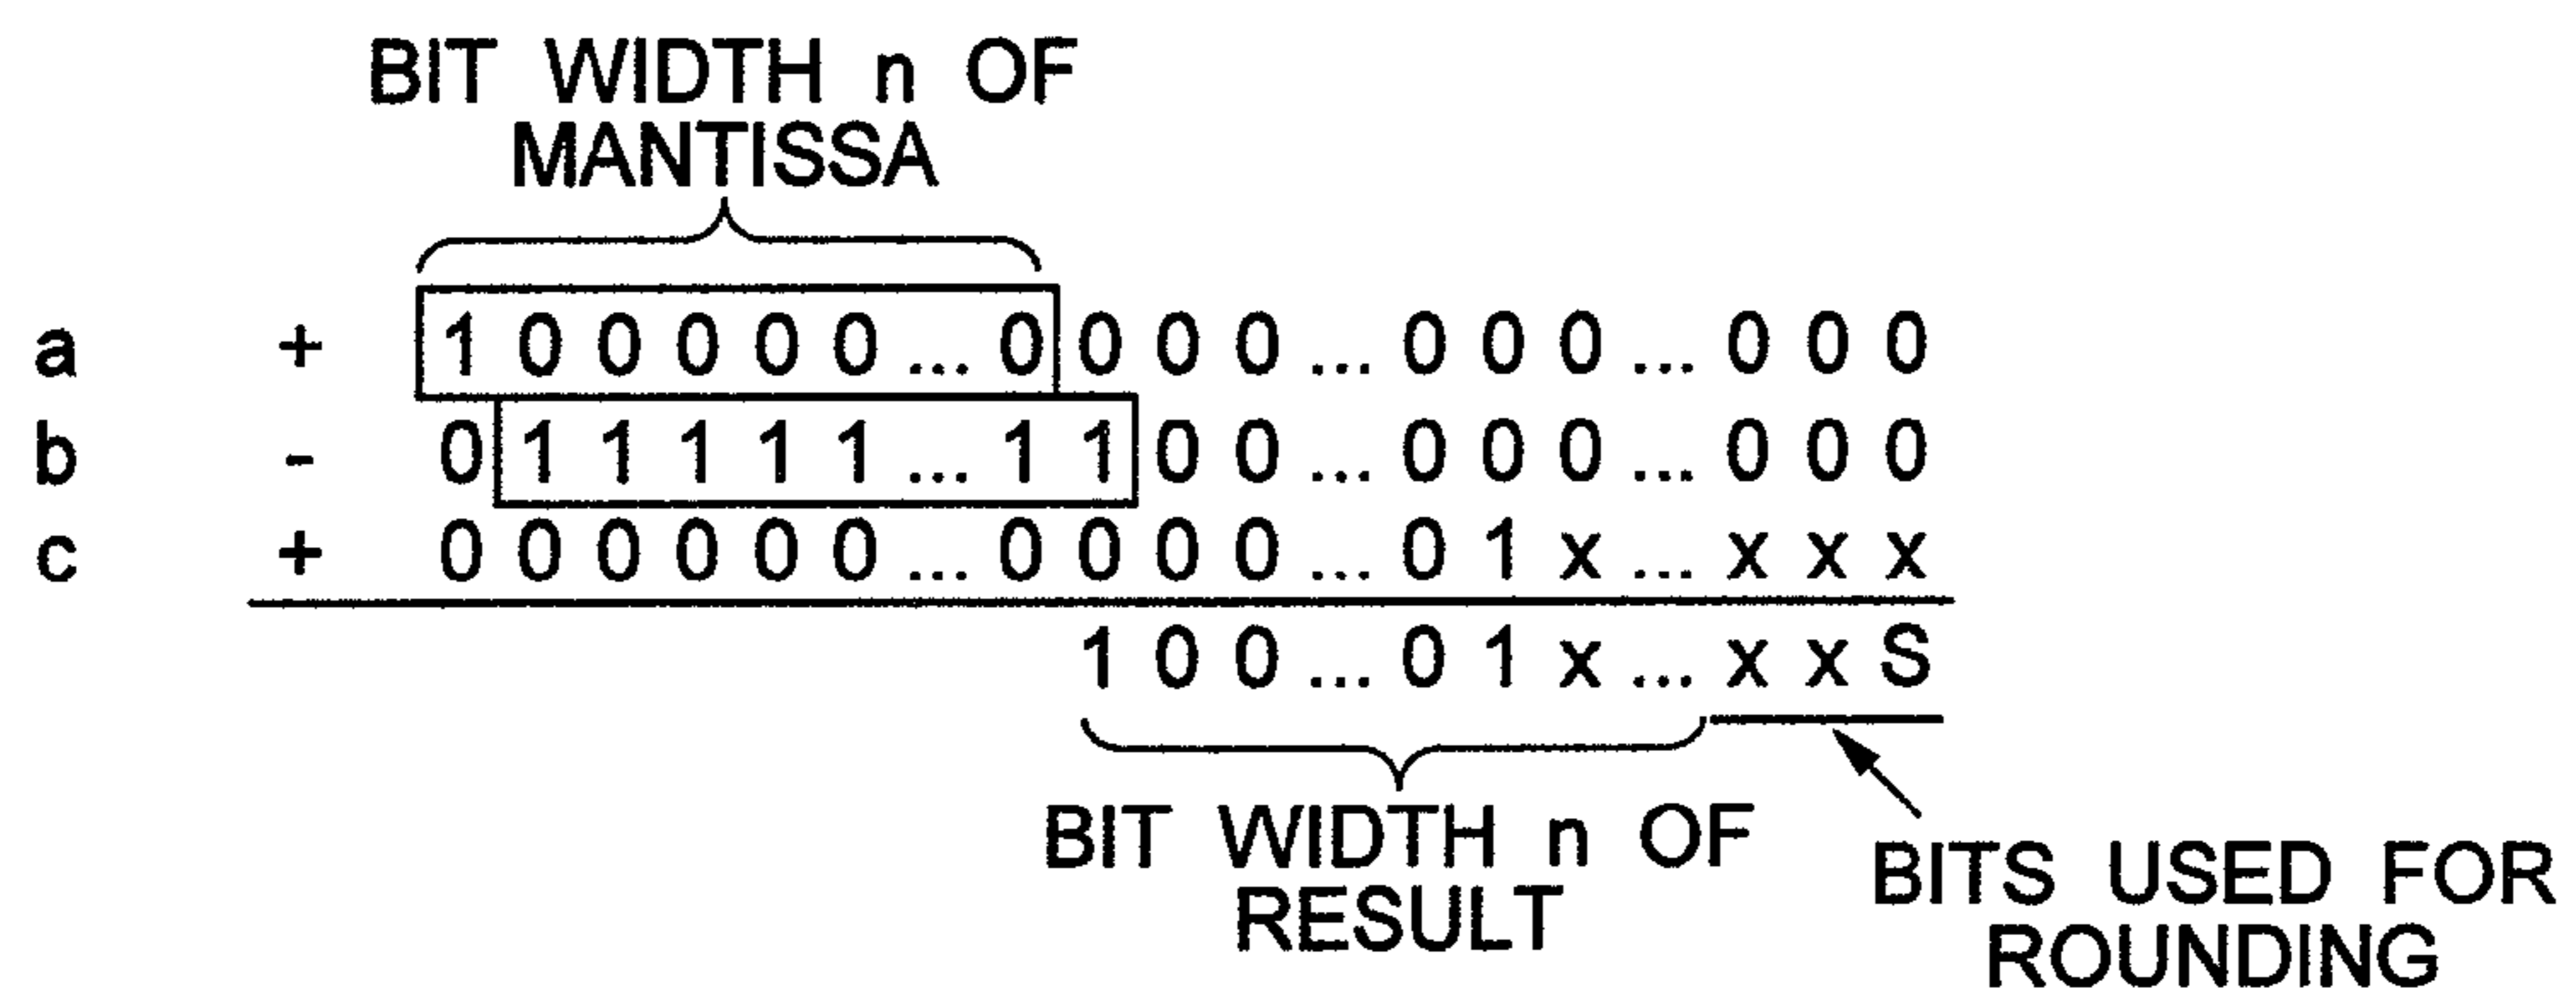 BIT WIDTH n OF
MANTISSA
a + 1 0 0 0 0 0 ... 0 0 0 0 ... 0 0 0 ... 0 0 0
b - 0 1 1 1 1 1 ... 1 1 0 0 ... 0 0 0 ... 0 0 0
c + 0 0 0 0 0 0 ... 0 0 0 0 ... 0 1 x ... x x x
1 0 0 ... 0 1 x ... x x S
BIT WIDTH n OF
RESULT
BITS USED FOR
ROUNDING